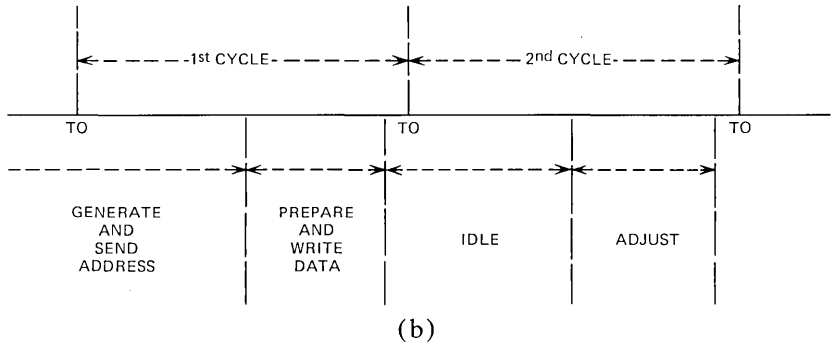 1st CYCLE
2nd CYCLE
TO
TO
TO
GENERATE
AND
SEND
ADDRESS
PREPARE
AND
WRITE
DATA
IDLE
ADJUST
(b)